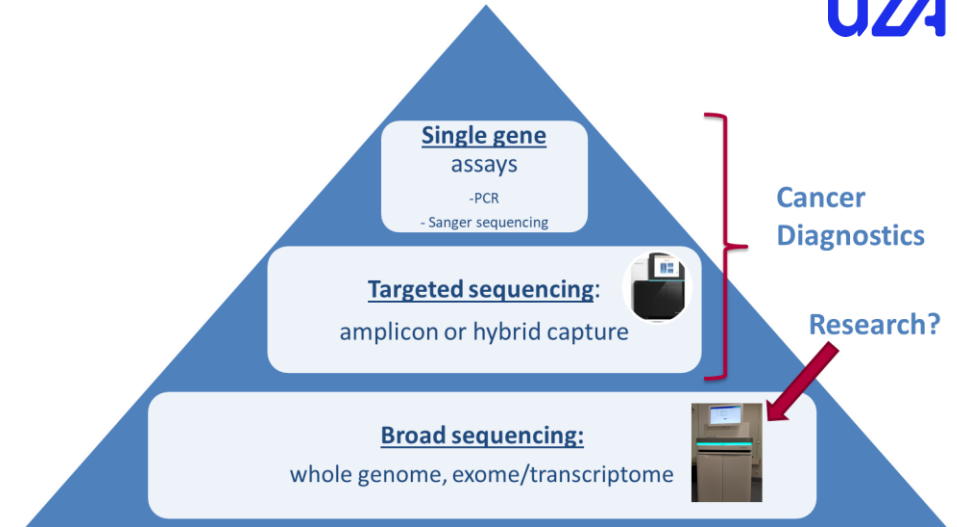 UZA
Single gene
assays
-PCR
- Sanger sequencing
Cancer
Diagnostics
Targeted sequencing:
amplicon or hybrid capture
Research?
Broad sequencing:
whole genome, exome/transcriptome